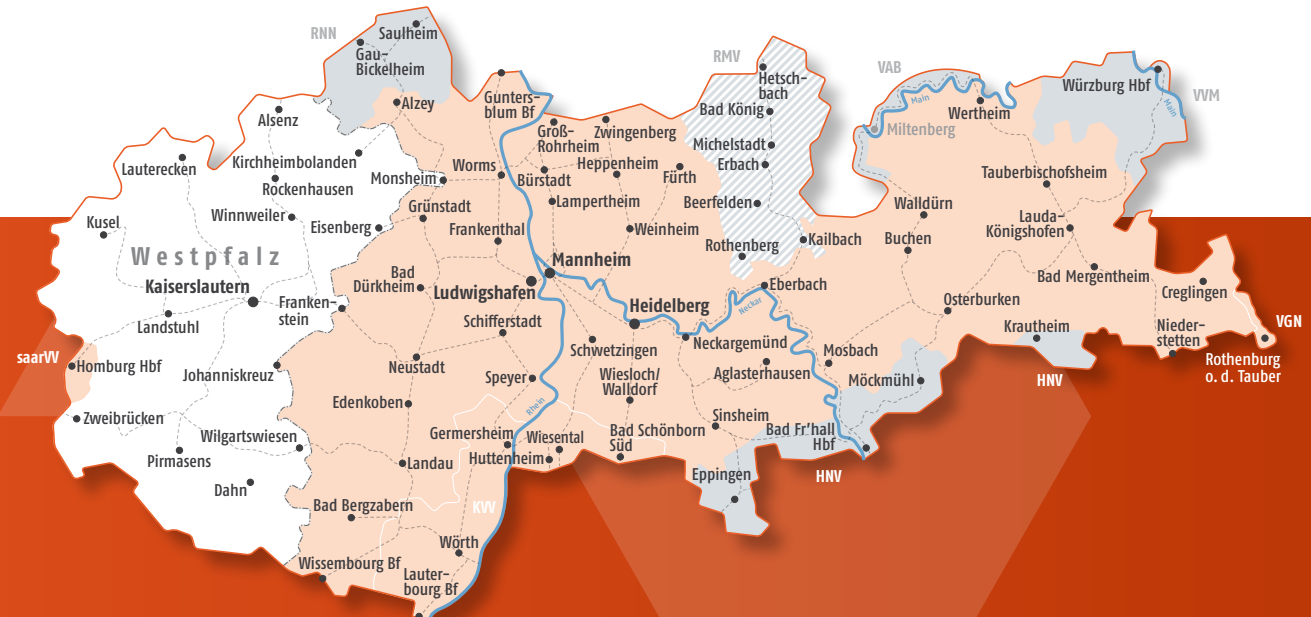 RNN
Saulheim
Gau-
Bickelheim
Alzey
Alsenz
Kirchheimbolanden
Rockenhausen
Lauterecken
Monsheim
Worms
Gunters-
blum Bf
Groß-
Rohrheim
Zwingenberg
Heppenheim
Bürstadt
Fürth
Lampertheim
RMV
Hetsch-
bach
Bad König
Michelstadt
Erbach
Beerfelden
Rothenberg
Kailbach
VAB
Main
Miltenberg
Wertheim
Würzburg Hbf
Main
VVM
Tauberbischofsheim
Walldürn
Lauda-
Königshofen
Buchen
Bad Mergentheim
Creglingen
Kusel
Winnweiler
Eisenberg
Grünstadt
Frankenthal
Weinheim
Westpfalz
Kaiserslautern
Landstuhl
Franken-
stein
Bad
Dürkheim
Mannheim
Ludwigshafen
Heidelberg
Eberbach
Neckar
Osterburken
Krautheim
Nieder-
stetten
VGN
Rothenburg
o. d. Tauber
HNV
Schifferstadt
Schwetzingen
Neckargemünd
Mosbach
Möckmühl
Aglasterhausen
saarVV
Homburg Hbf
Johanniskreuz
Neustadt
Speyer
Wiesloch/
Walldorf
Zweibrücken
Edenkoben
Rhein
Sinsheim
Pirmasens
Wilgartswiesen
Germersheim
Wiesental
Huttenheim
Bad Schönborn
Süd
Bad Fr'hall
Hbf
HNV
Eppingen
Dahn
Landau
Bad Bergzabern
KVV
Wörth
Wissembourg Bf
Lauter-
bourg Bf